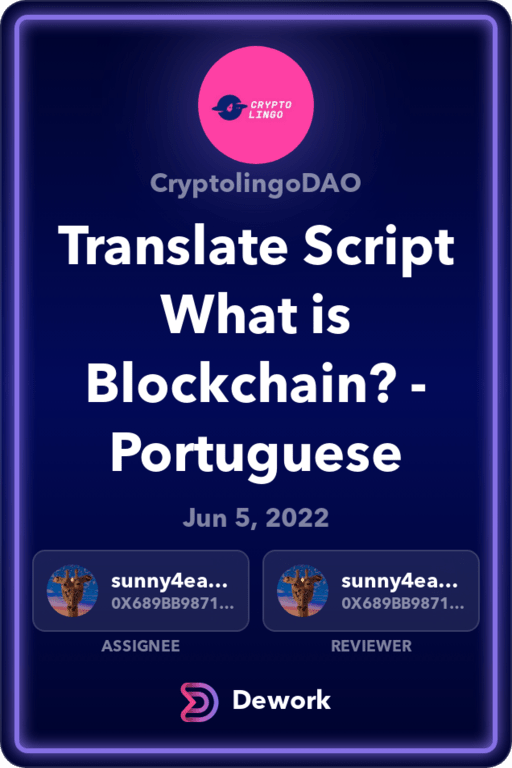 CRYPTO
LINGO
CryptolingoDAO
Translate Script
What is
Blockchain? -
Portuguese
Jun 5, 2022
sunny4ea... sunny4ea...
0X689BB9871... 0X689BB9871...
ASSIGNEE REVIEWER
Dework